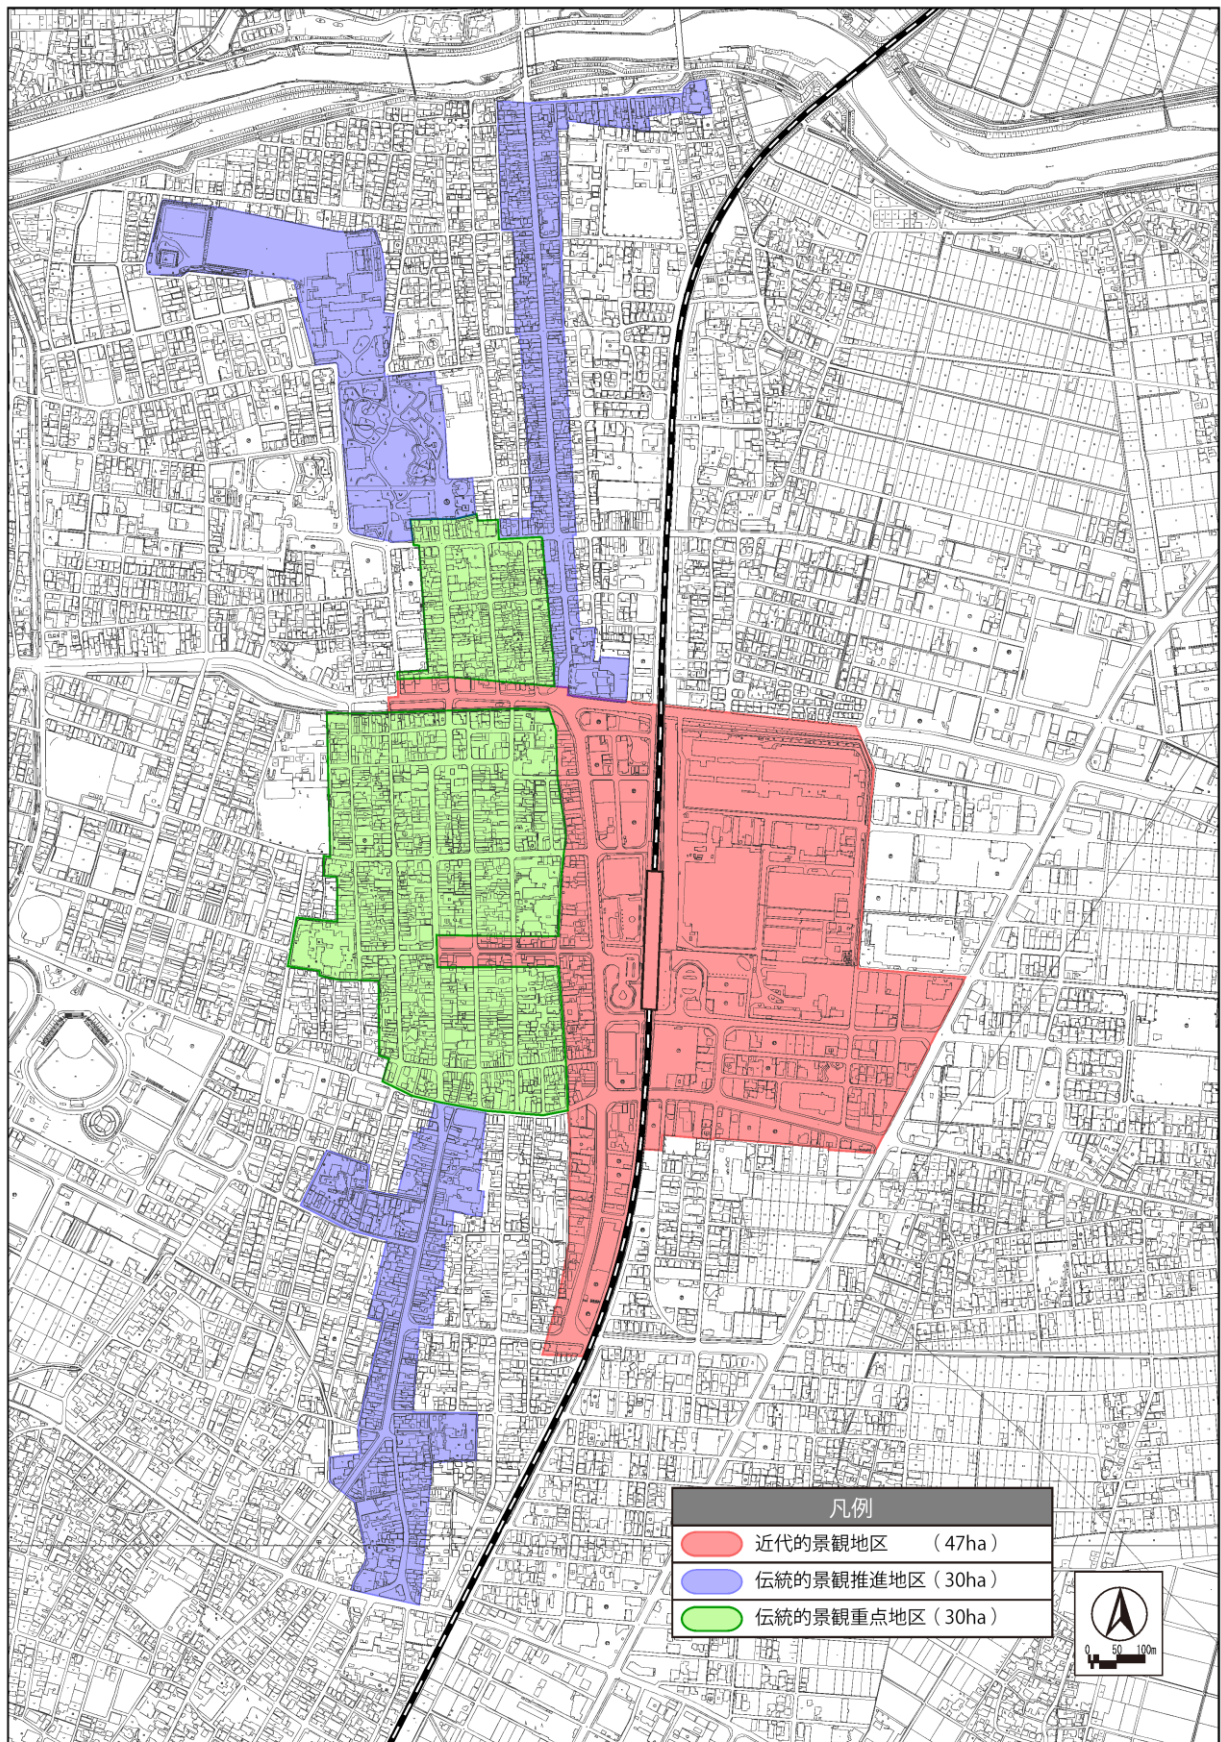 凡例
近代的景観地区 （47ha）
伝統的景観推進地区（30ha）
伝統的景観重点地区（30ha）
0 50 100m